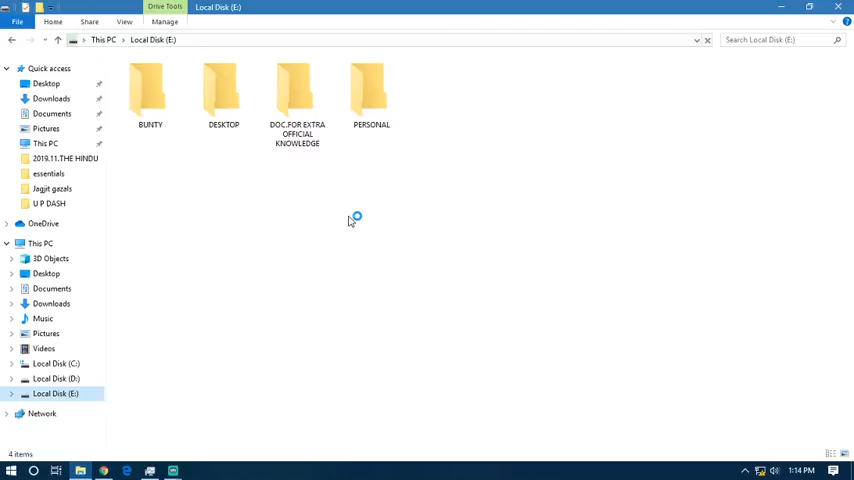 Drive Tools
Local Disk (E:)
File
Home
Share
View
Manage
This PC
Local Disk (E:)
Search Local Disk (E:)
Quick access
Desktop
Downloads
Documents
Pictures
This PC
2019.11.THE HINDU
essentials
Jagjit gazals
U P DASH
OneDrive
This PC
3D Objects
Desktop
Documents
Downloads
Music
Pictures
Videos
Local Disk (C:)
Local Disk (D:)
Local Disk (E:)
Network
BUNTY
DESKTOP
DOC.FOR EXTRA
OFFICIAL
KNOWLEDGE
PERSONAL
4 items
1:14 PM